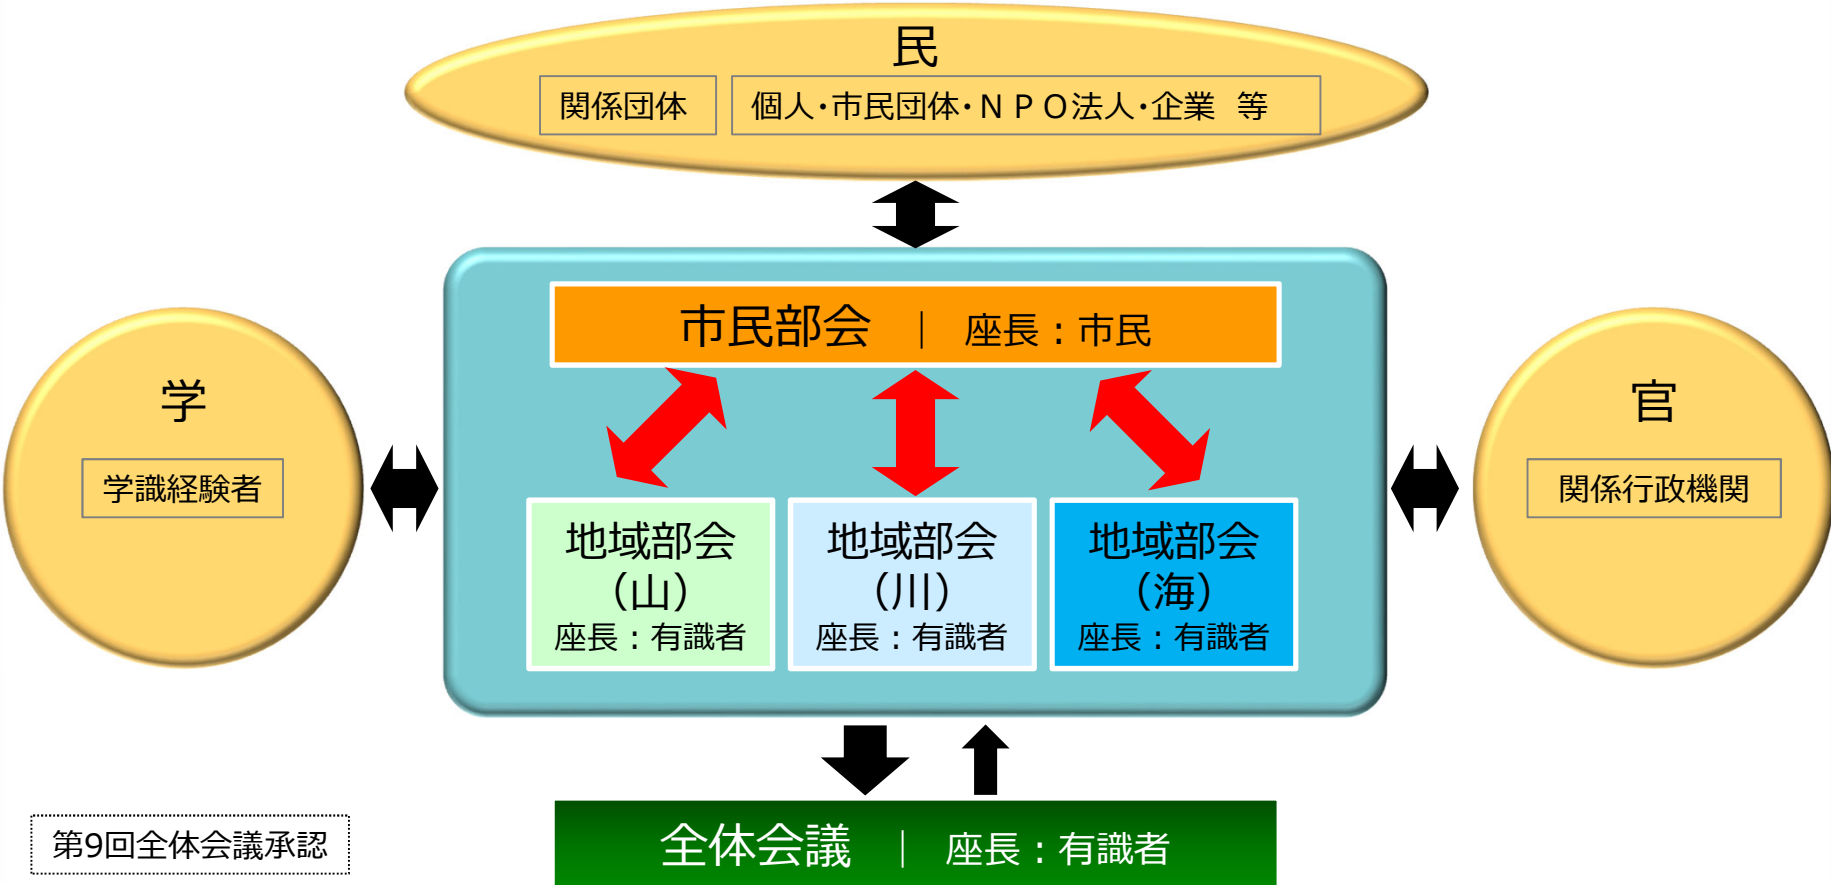 民
関係団体
個人・市民団体・ＮＰＯ法人・企業　等
市民部会　｜　座長：市民
学
学識経験者
官
関係行政機関
地域部会
（山）
座長：有識者
地域部会
（川）
座長：有識者
地域部会
（海）
座長：有識者
全体会議　｜　座長：有識者
第9回全体会議承認